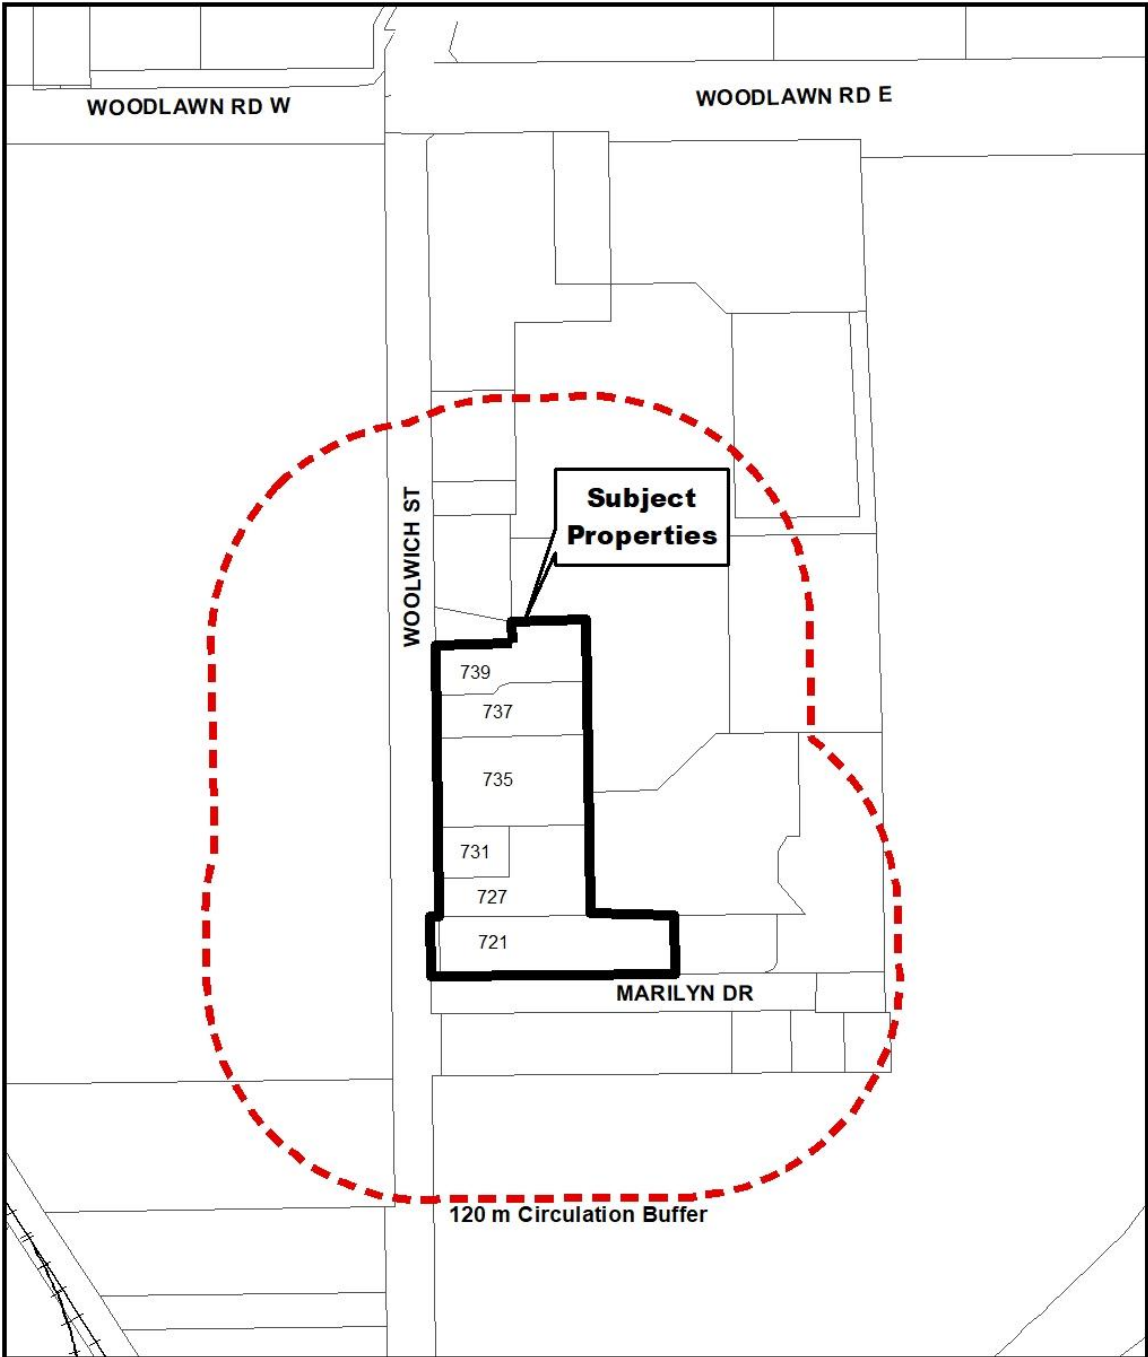 WOODLAWN RD W
WOODLAWN RD E
WOOLWICH ST
Subject
Properties
739
737
735
731
727
721
MARILYN DR
120 m Circulation Buffer